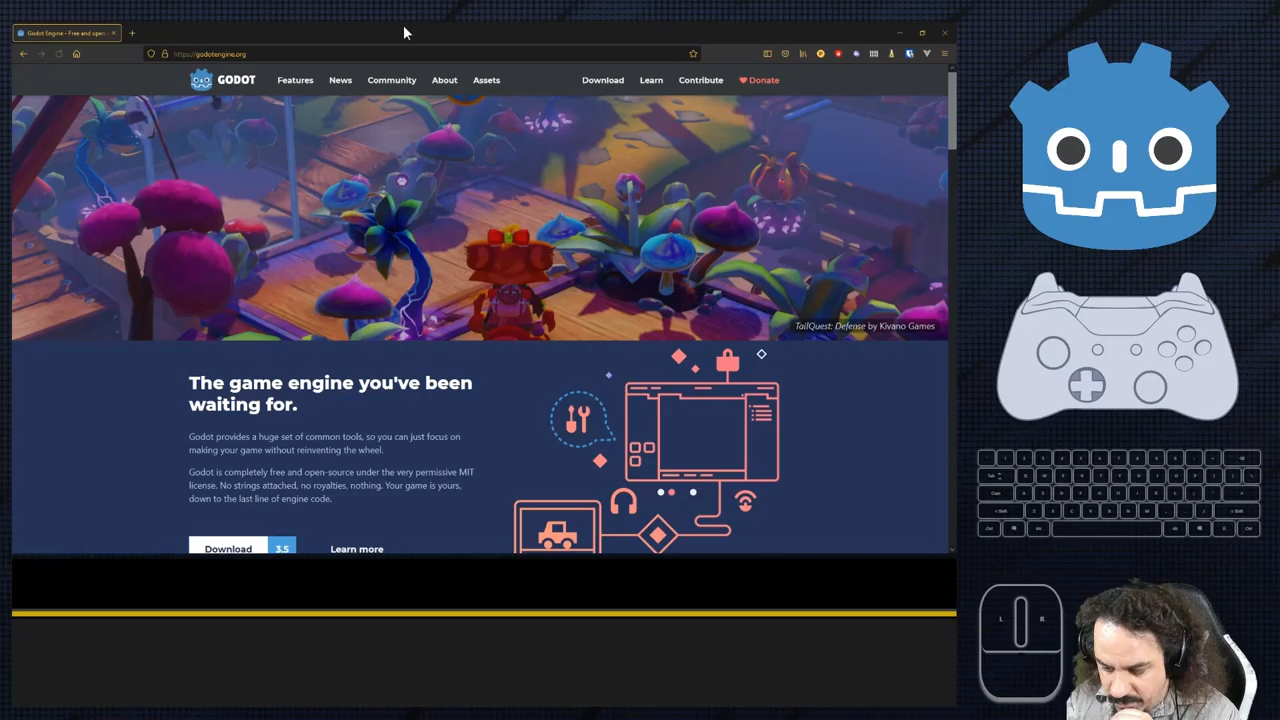 Godot Engine - Free and open
https://godotengine.org
GODOT
Features
News
Community
About
Assets
Download
Learn
Contribute
Donate
TailQuest: Defense by Kivano Games
The game engine you've been
waiting for.
Godot provides a huge set of common tools, so you can just focus on
making your game without reinventing the wheel.
Godot is completely free and open-source under the very permissive MIT
license. No strings attached, no royalties, nothing. Your game is yours,
down to the last line of engine code.
Download 3.5
Learn more
L
R